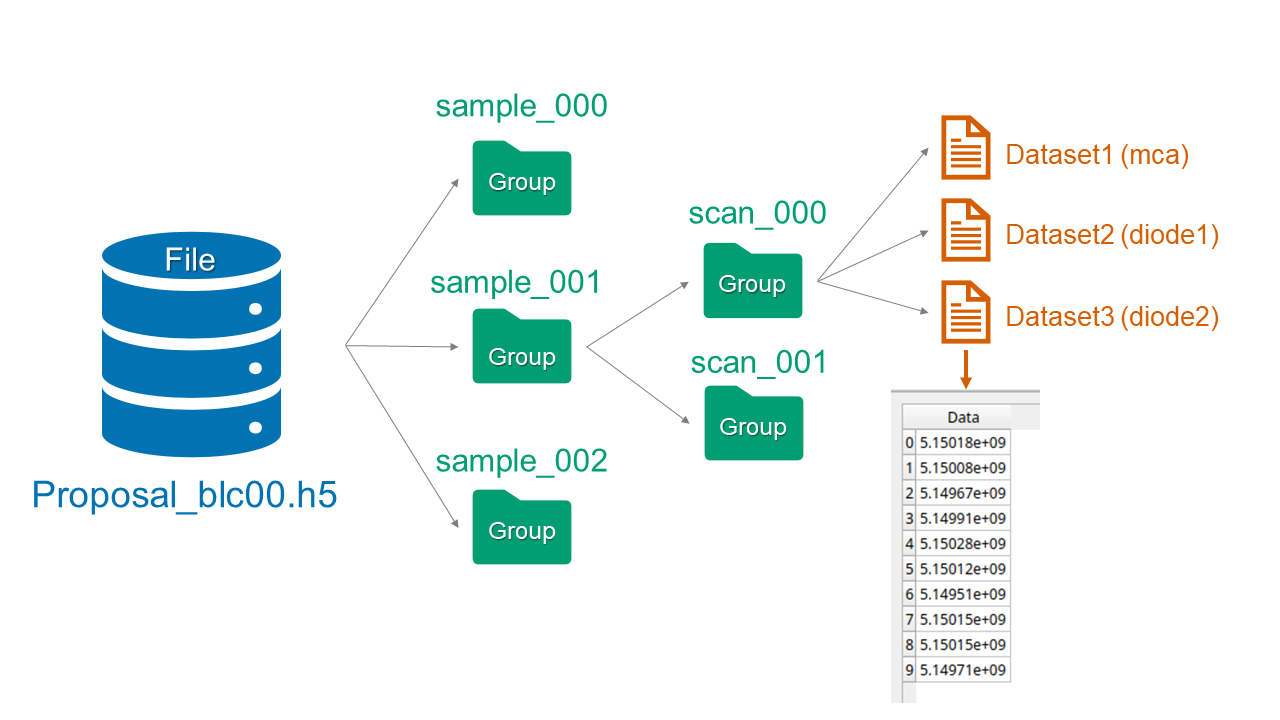 File
Proposal_blc00.h5
sample_000
Group
sample_001
Group
sample_002
Group
scan_000
Group
scan_001
Group
Dataset1 (mca)
Dataset2 (diode1)
Dataset3 (diode2)
Data
0 5.15018e+09
1 5.15008e+09
2 5.14967e+09
3 5.14991e+09
4 5.15028e+09
5 5.15012e+09
6 5.14951e+09
7 5.15015e+09
8 5.15015e+09
9 5.14971e+09